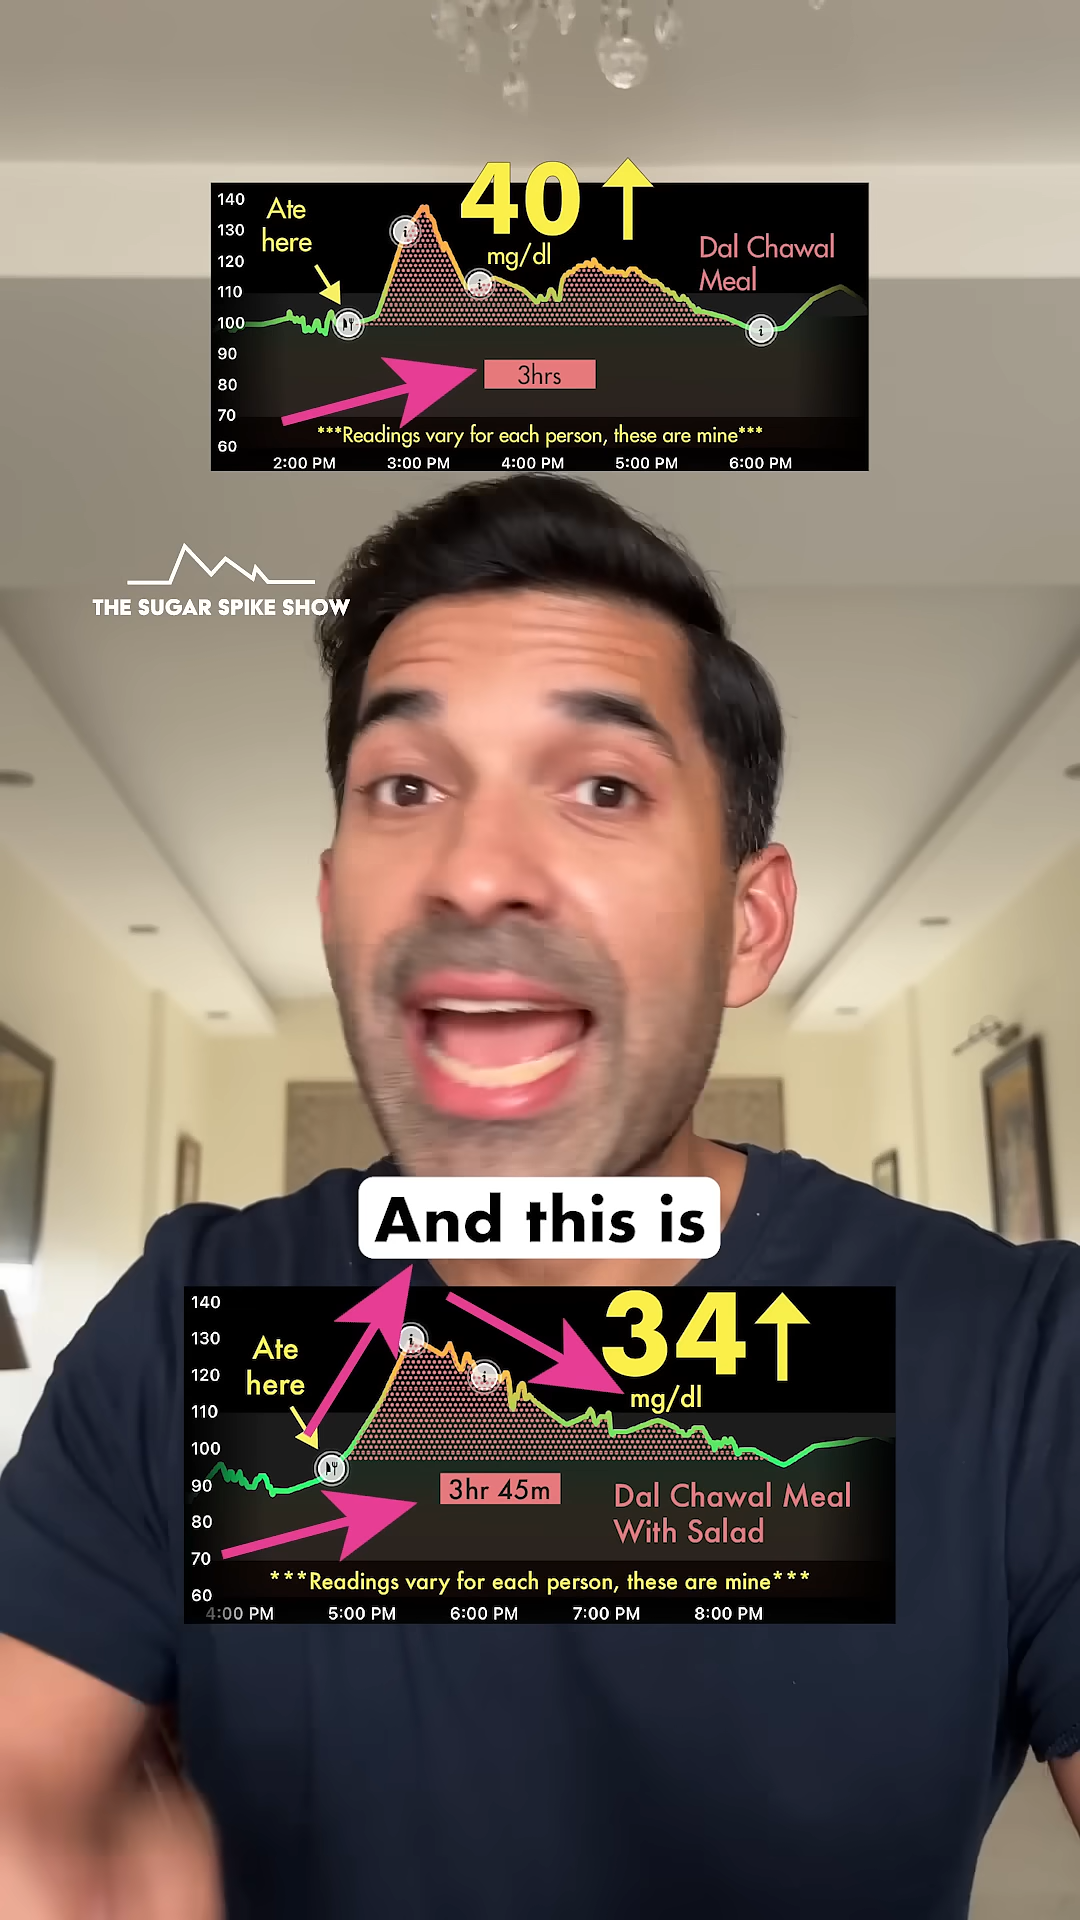 140
130
120
110
100
90
80
70
60
Ate
here
40
mg/dl
Dal Chawal
Meal
3hrs
***Readings vary for each person, these are mine***
2:00 PM 3:00 PM 4:00 PM 5:00 PM 6:00 PM
THE SUGAR SPIKE SHOW
And this is
140
130
120
110
100
90
80
70
60
Ate
here
34
mg/dl
3hr 45m
Dal Chawal Meal
With Salad
***Readings vary for each person, these are mine***
4:00 PM 5:00 PM 6:00 PM 7:00 PM 8:00 PM